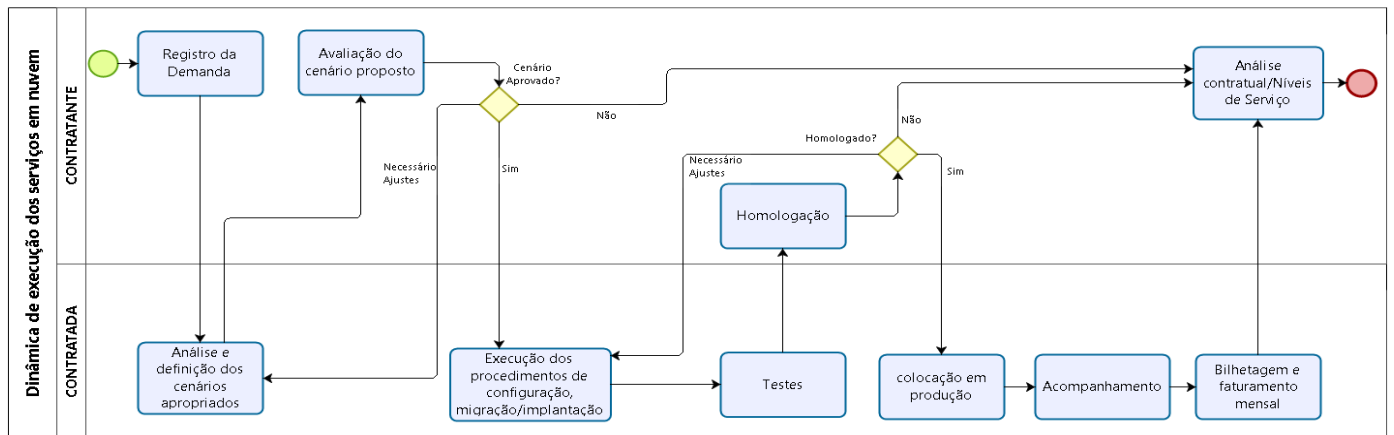 Dinâmica de execução dos serviços em nuvem
CONTRATANTE
Registro da
Demanda
Avaliação do
cenário proposto
Cenário
Aprovado?
Não
Necessário
Ajustes
Sim
Homologação
Homologado?
Não
Necessário
Ajustes
Sim
Análise
contratual/Níveis
de Serviço
CONTRATADA
Análise e
definição dos
cenários
apropriados
Execução dos
procedimentos de
configuração,
migração/implantação
Testes
colocação em
produção
Acompanhamento
Bilhetagem e
faturamento
mensal